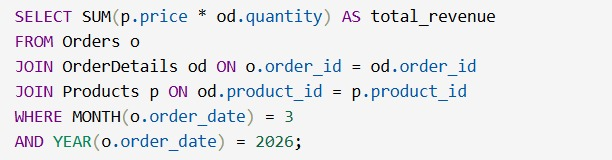 SELECT SUM(p.price * od.quantity) AS total_revenue
FROM Orders o
JOIN OrderDetails od ON o.order_id = od.order_id
JOIN Products p ON od.product_id = p.product_id
WHERE MONTH(o.order_date) = 3
AND YEAR(o.order_date) = 2026;